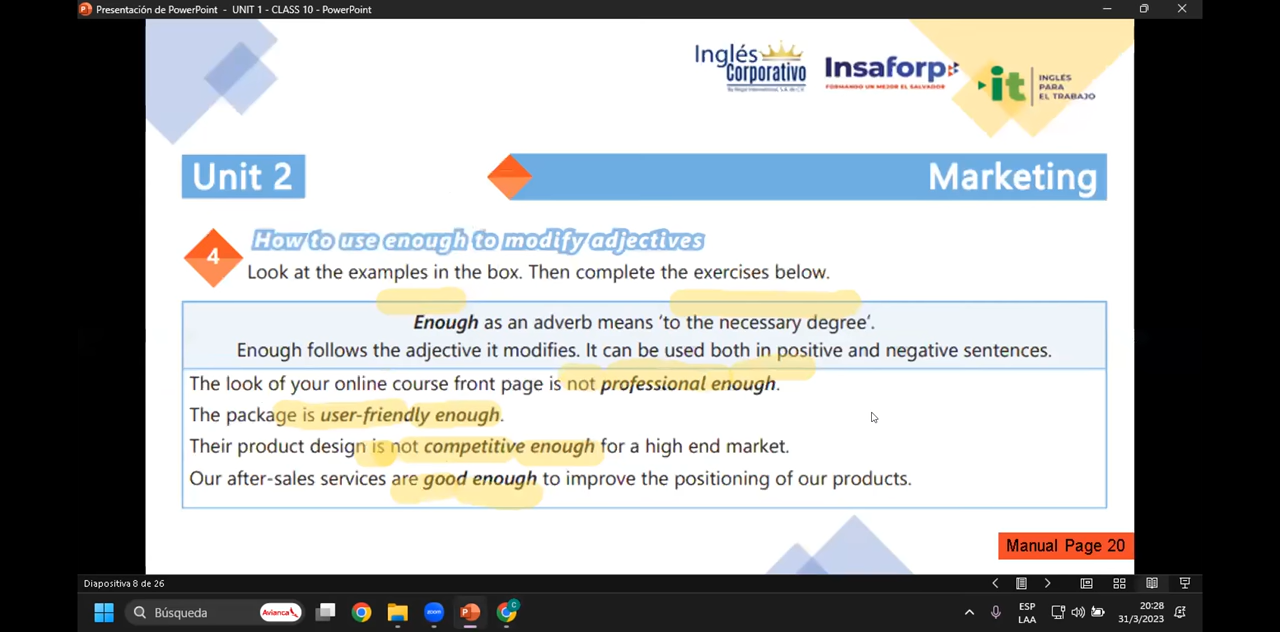 Presentación de PowerPoint - UNIT 1 - CLASS 10 - PowerPoint
Inglés
Corporativo
Insaforp
FORMANDO UN MEJOR EL SALVADOR
it
INGLÉS
PARA
EL TRABAJO
Unit 2
Marketing
4
How to use enough to modify adjectives
Look at the examples in the box. Then complete the exercises below.
Enough as an adverb means ‘to the necessary degree’.
Enough follows the adjective it modifies. It can be used both in positive and negative sentences.
The look of your online course front page is not professional enough.
The package is user-friendly enough.
Their product design is not competitive enough for a high end market.
Our after-sales services are good enough to improve the positioning of our products.
Manual Page 20
Diapositiva 8 de 26
Búsqueda
Avianca
zoom
C
ESP
LAA
20:28
31/3/2023